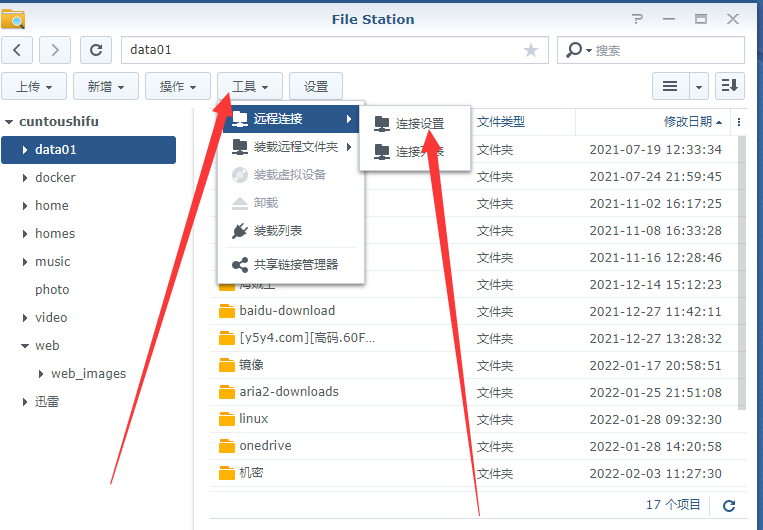 File Station
data01
搜索
上传 新增 操作 工具 设置
cuntoushifu
data01
docker
home
homes
music
photo
video
web
web_images
迅雷
远程连接
装载远程文件夹
装载虚拟设备
卸载
装载列表
共享链接管理器
连接设置
连接列表
文件类型 修改日期
文件夹 2021-07-19 12:33:34
文件夹 2021-07-24 21:59:45
文件夹 2021-11-02 16:17:25
文件夹 2021-11-08 16:33:28
文件夹 2021-11-16 12:28:46
文件夹 2021-12-14 15:12:23
baidu-download 文件夹 2021-12-27 11:42:11
[y5y4.com][高码.60F... 文件夹 2021-12-27 13:28:32
镜像 文件夹 2022-01-17 20:58:51
aria2-downloads 文件夹 2022-01-25 21:51:08
linux 文件夹 2022-01-28 09:32:30
onedrive 文件夹 2022-01-28 14:20:58
机密 文件夹 2022-02-03 11:27:30
17 个项目